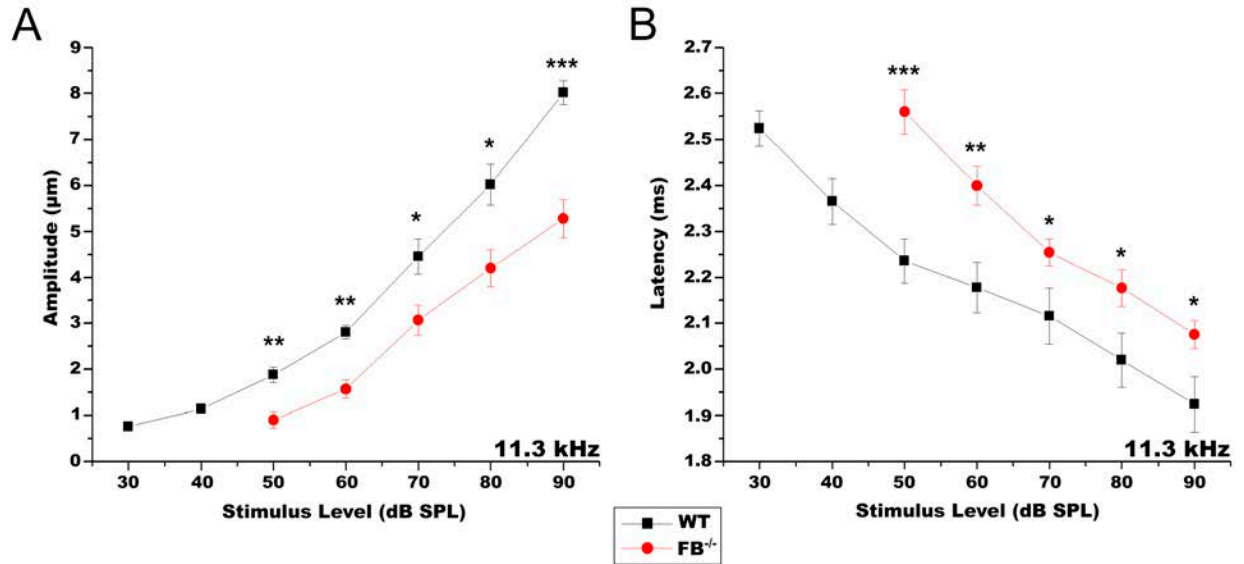 A
9
8
7
6
5
4
3
2
1
0
Amplitude (µm)
**
**
*
*
***
11.3 kHz
30 40 50 60 70 80 90
Stimulus Level (dB SPL)
B
2.7
2.6
2.5
2.4
2.3
2.2
2.1
2.0
1.9
1.8
Latency (ms)
***
**
*
*
*
11.3 kHz
30 40 50 60 70 80 90
Stimulus Level (dB SPL)
WT
FB⁻/⁻